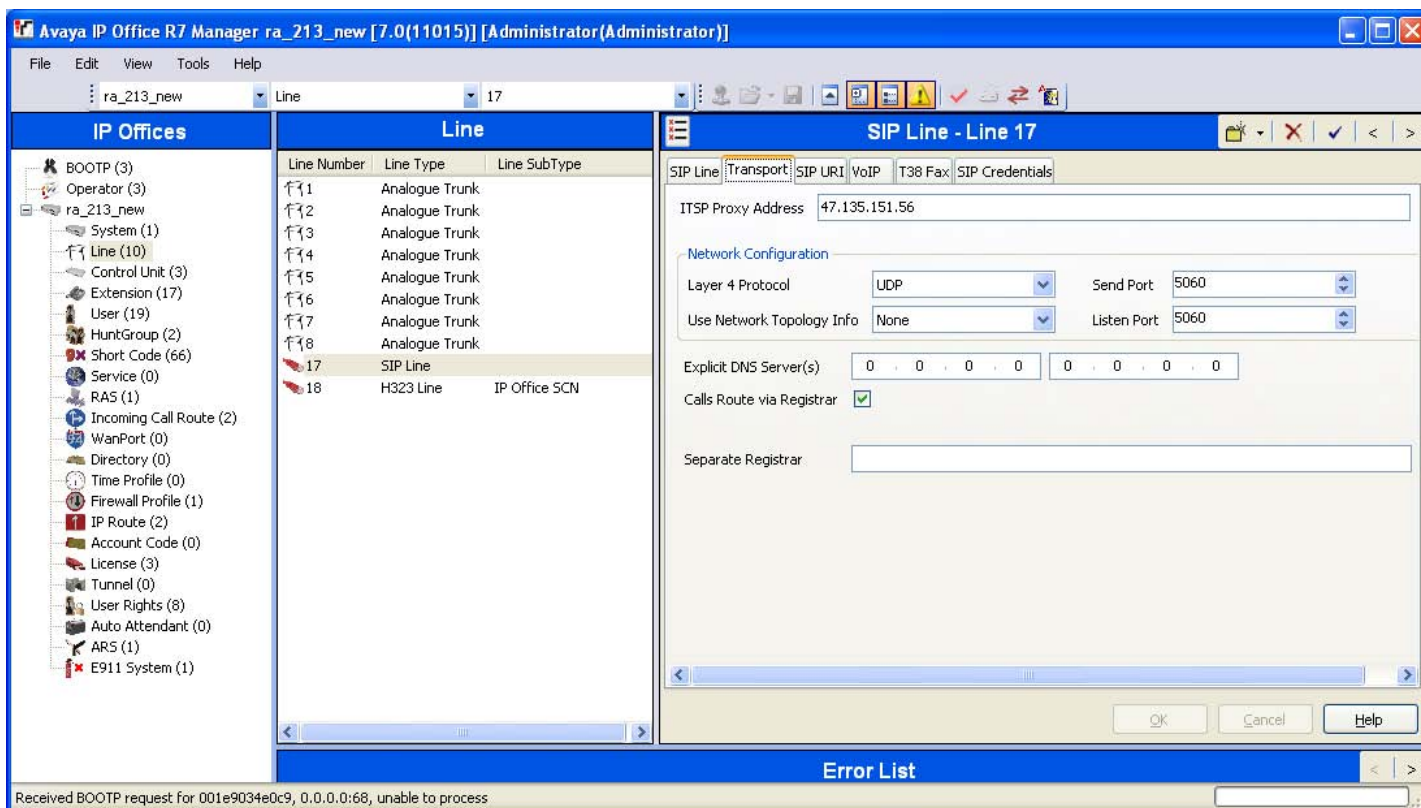 Avaya IP Office R7 Manager ra_213_new [7.0(11015)] [Administrator(Administrator)]
File Edit View Tools Help
ra_213_new Line 17
IP Offices
BOOTP (3)
Operator (3)
ra_213_new
System (1)
Line (10)
Control Unit (3)
Extension (17)
User (19)
HuntGroup (2)
Short Code (66)
Service (0)
RAS (1)
Incoming Call Route (2)
WanPort (0)
Directory (0)
Time Profile (0)
Firewall Profile (1)
IP Route (2)
Account Code (0)
License (3)
Tunnel (0)
User Rights (8)
Auto Attendant (0)
ARS (1)
E911 System (1)
Line
Line Number Line Type Line SubType
1 Analogue Trunk
2 Analogue Trunk
3 Analogue Trunk
4 Analogue Trunk
5 Analogue Trunk
6 Analogue Trunk
7 Analogue Trunk
8 Analogue Trunk
17 SIP Line
18 H323 Line IP Office SCN
SIP Line - Line 17
SIP Line Transport SIP URI VoIP T38 Fax SIP Credentials
ITSP Proxy Address 47.135.151.56
Network Configuration
Layer 4 Protocol UDP Send Port 5060
Use Network Topology Info None Listen Port 5060
Explicit DNS Server(s) 0 . 0 . 0 . 0 0 . 0 . 0 . 0
Calls Route via Registrar
Separate Registrar
OK Cancel Help
Error List
Received BOOTP request for 001e9034e0c9, 0.0.0.0:68, unable to process